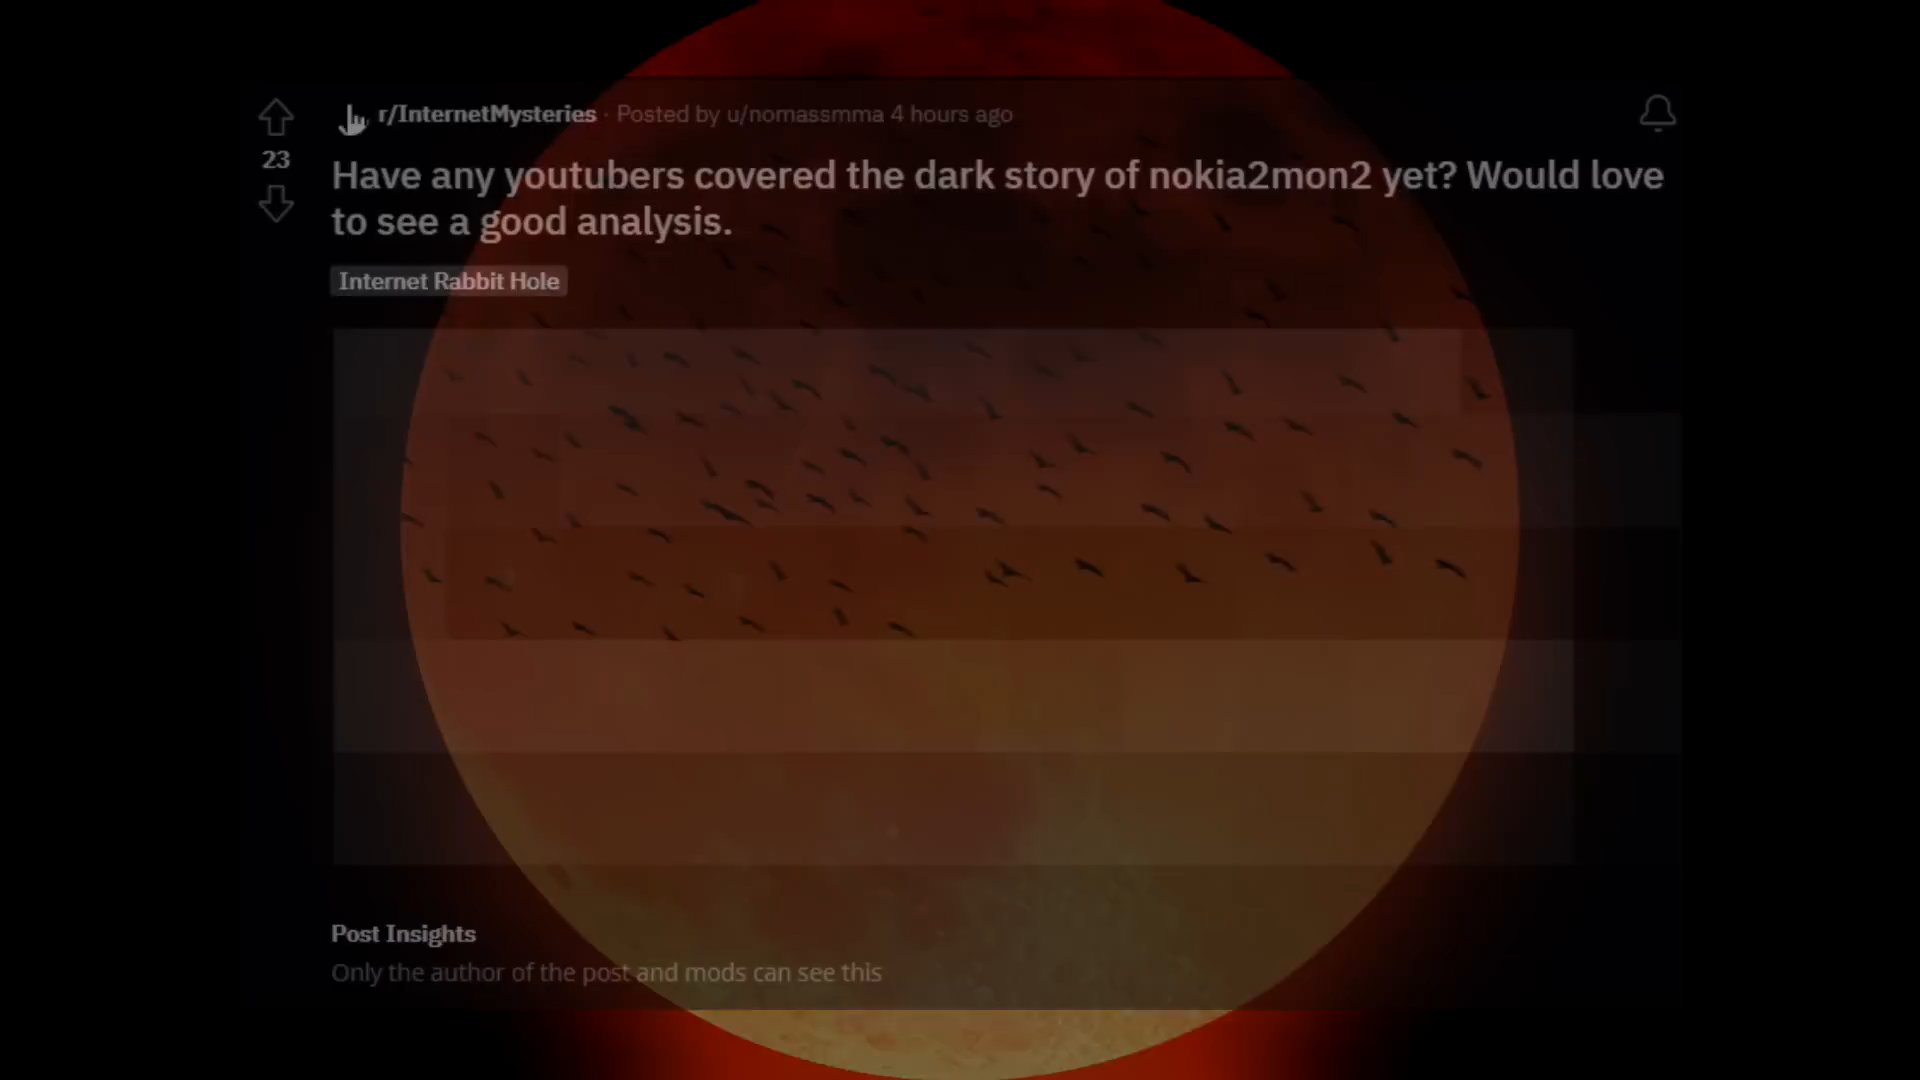 r/InternetMysteries · Posted by u/nomassmma 4 hours ago
23
Have any youtubers covered the dark story of nokia2mon2 yet? Would love
to see a good analysis.
Internet Rabbit Hole
Post Insights
Only the author of the post and mods can see this